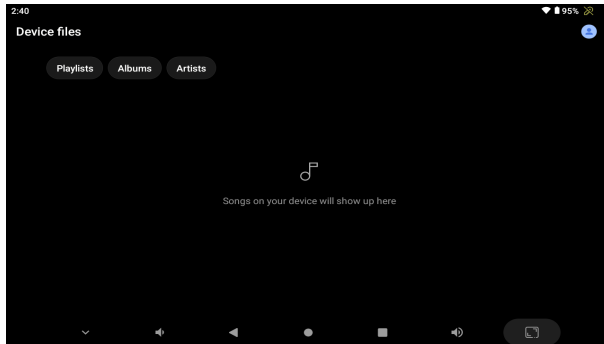 2:40 95%
Device files
Playlists Albums Artists
Songs on your device will show up here